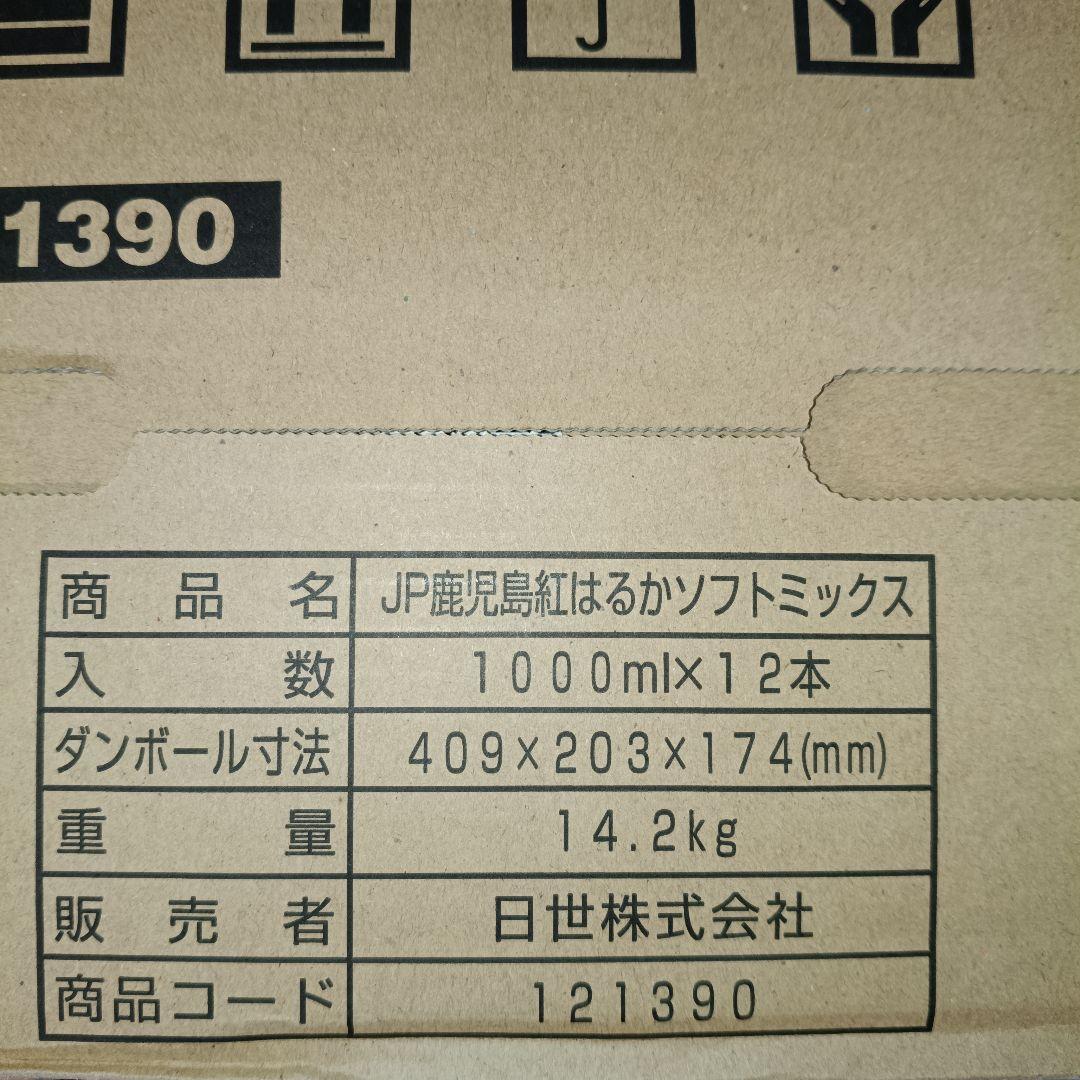 1390
商品名 JP鹿児島紅はるかソフトミックス
入数 1000ml×12本
ダンボール寸法 409×203×174(mm)
重量 14.2kg
販売者 日世株式会社
商品コード 121390